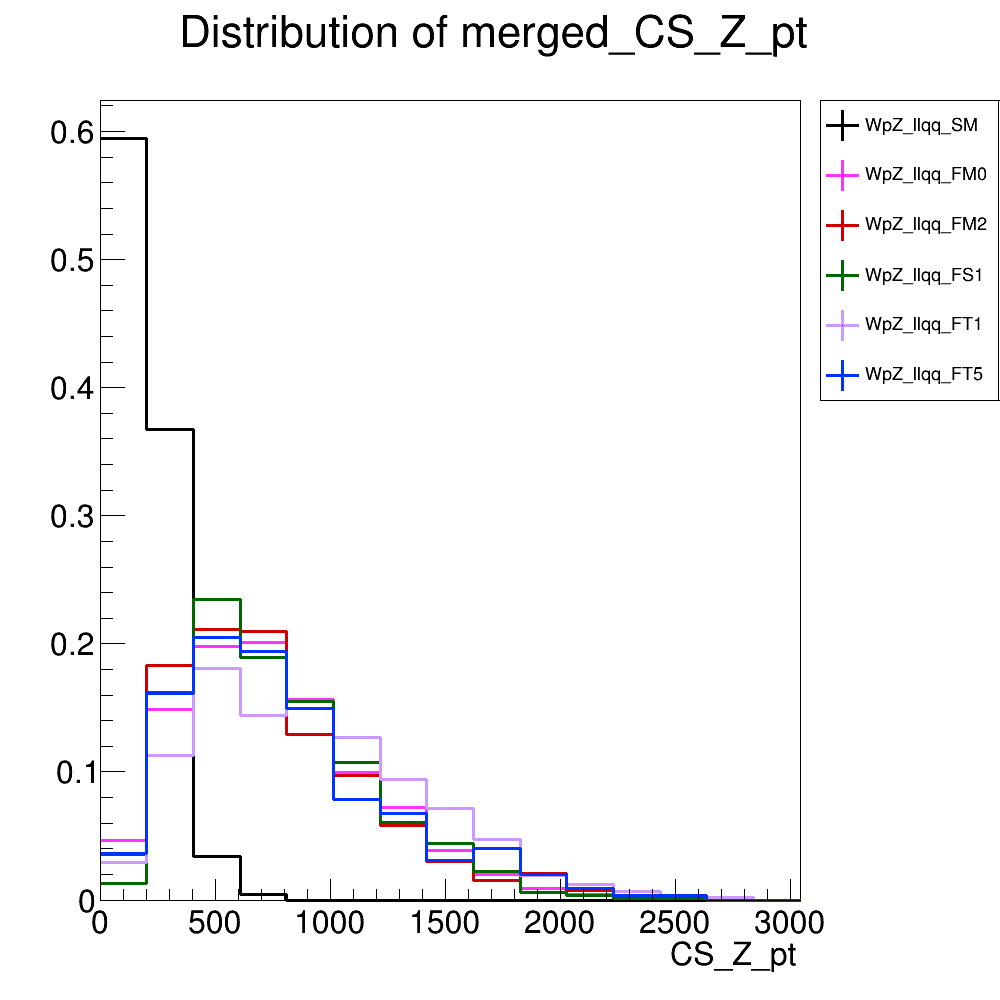 Distribution of merged_CS_Z_pt
WpZ_llqq_SM
WpZ_llqq_FM0
WpZ_llqq_FM2
WpZ_llqq_FS1
WpZ_llqq_FT1
WpZ_llqq_FT5
0.6
0.5
0.4
0.3
0.2
0.1
0
0 500 1000 1500 2000 2500 3000
CS_Z_pt